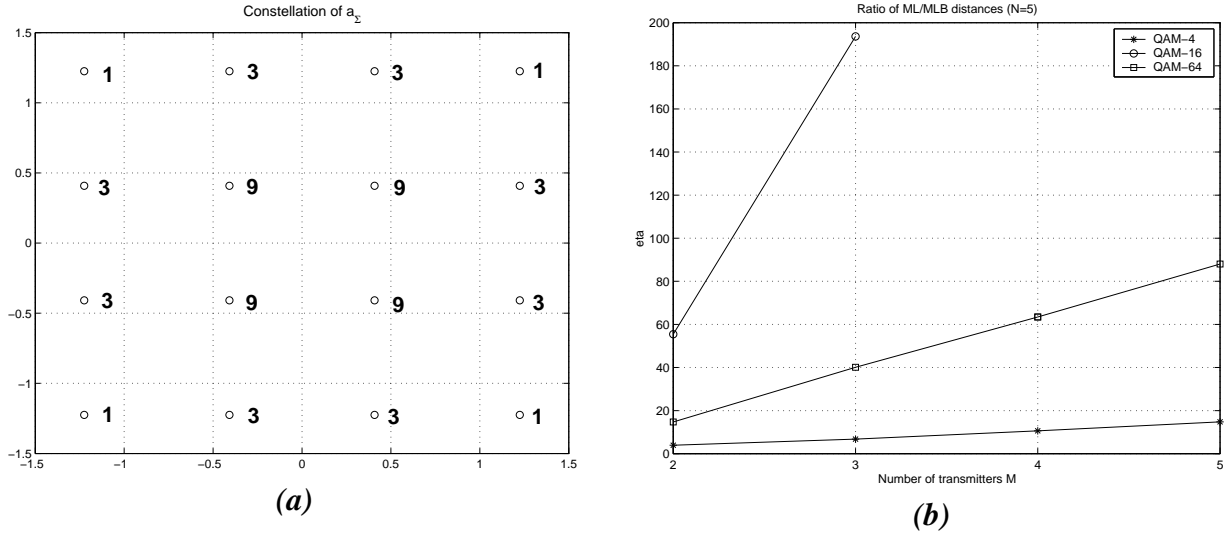 Constellation of a_Σ
1.5
1
0.5
0
−0.5
−1
−1.5
−1.5
−1
−0.5
0
0.5
1
1.5
1 3 3 1
3 9 9 3
3 9 9 3
1 3 3 1
(a)
Ratio of ML/MLB distances (N=5)
200
180
160
140
120
100
80
60
40
20
0
eta
2
3
4
5
Number of transmitters M
QAM−4
QAM−16
QAM−64
(b)